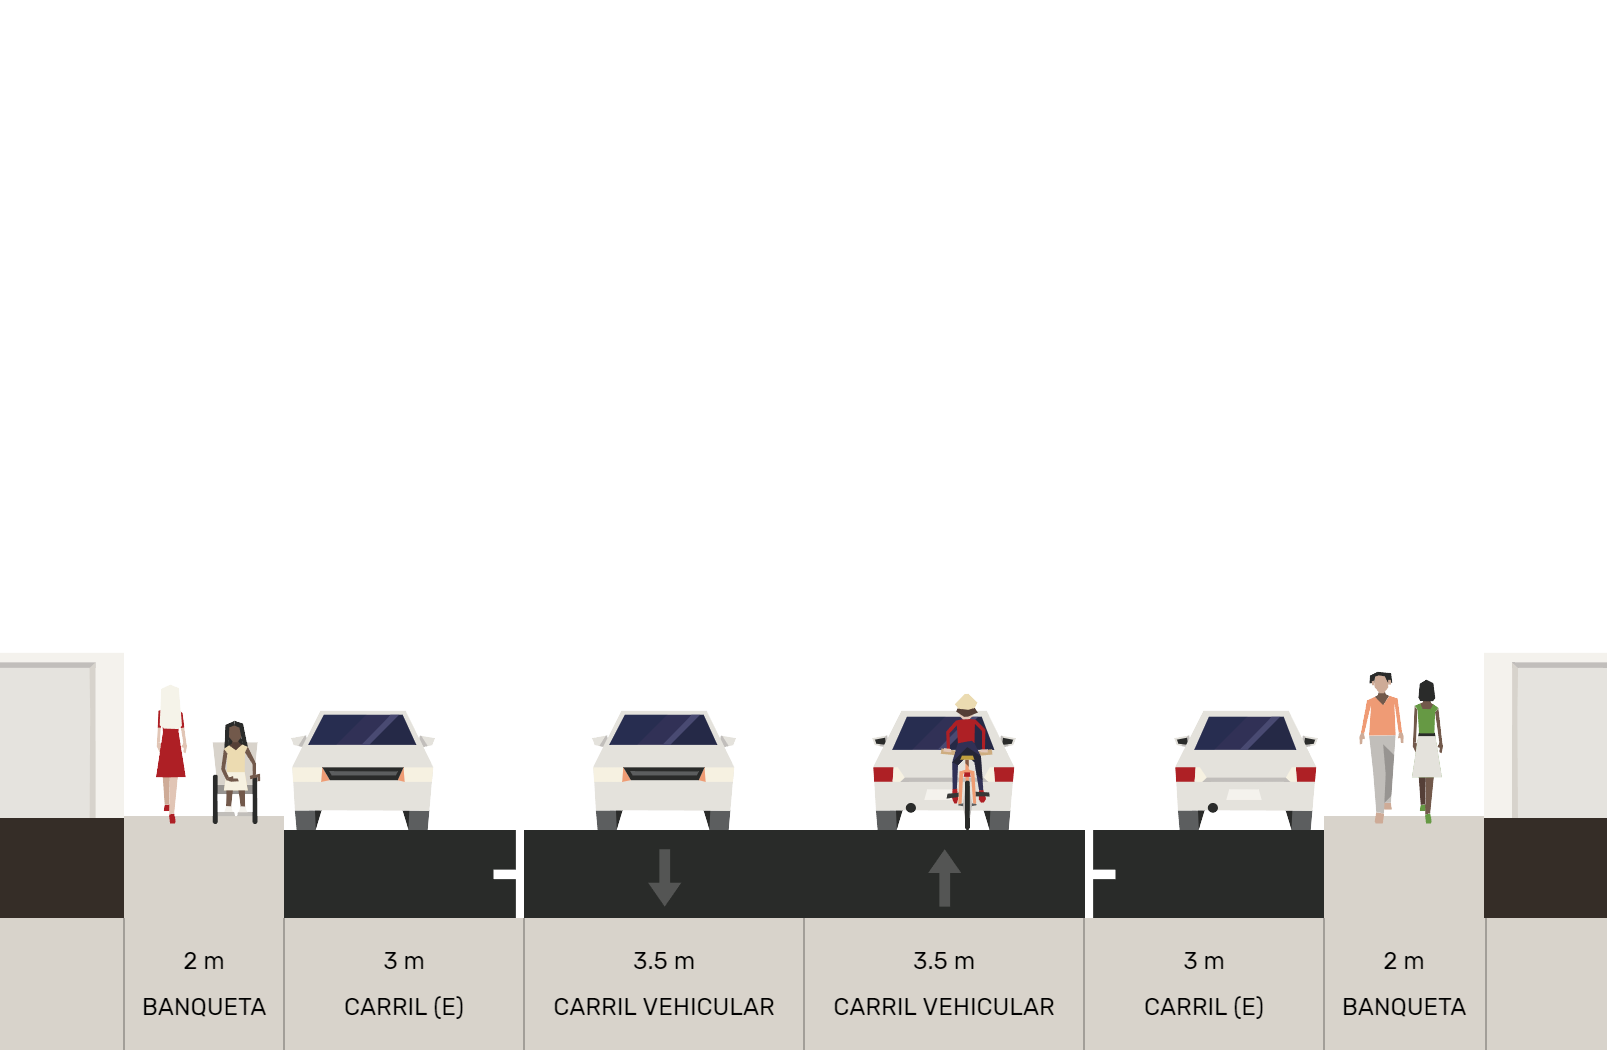 2 m
BANQUETA
3 m
CARRIL (E)
3.5 m
CARRIL VEHICULAR
3.5 m
CARRIL VEHICULAR
3 m
CARRIL (E)
2 m
BANQUETA